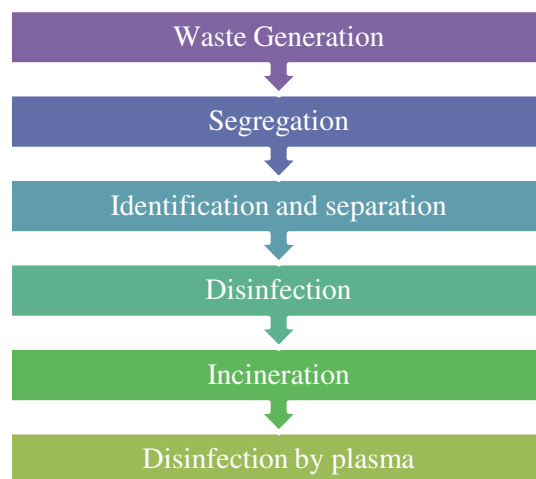 Waste Generation
Segregation
Identification and separation
Disinfection
Incineration
Disinfection by plasma